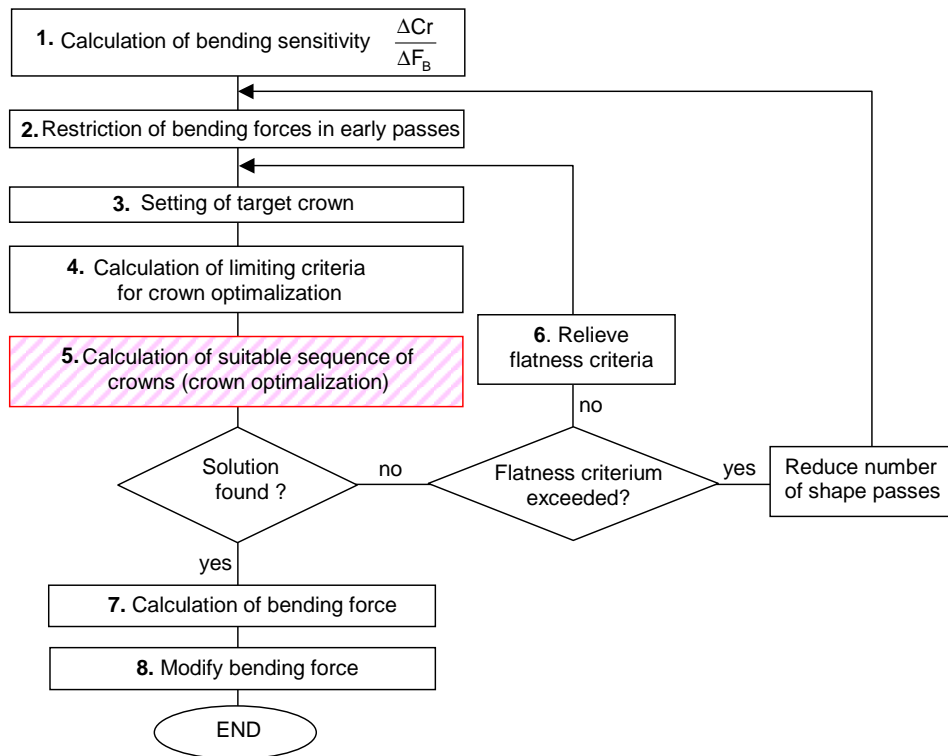 1. Calculation of bending sensitivity ΔCr
ΔF_B
2. Restriction of bending forces in early passes
3. Setting of target crown
4. Calculation of limiting criteria
for crown optimalization
5. Calculation of suitable sequence of
crowns (crown optimalization)
6. Relieve
flatness criteria
no
Solution
found ?
no
Flatness criterium
exceeded?
yes
Reduce number
of shape passes
yes
7. Calculation of bending force
8. Modify bending force
END